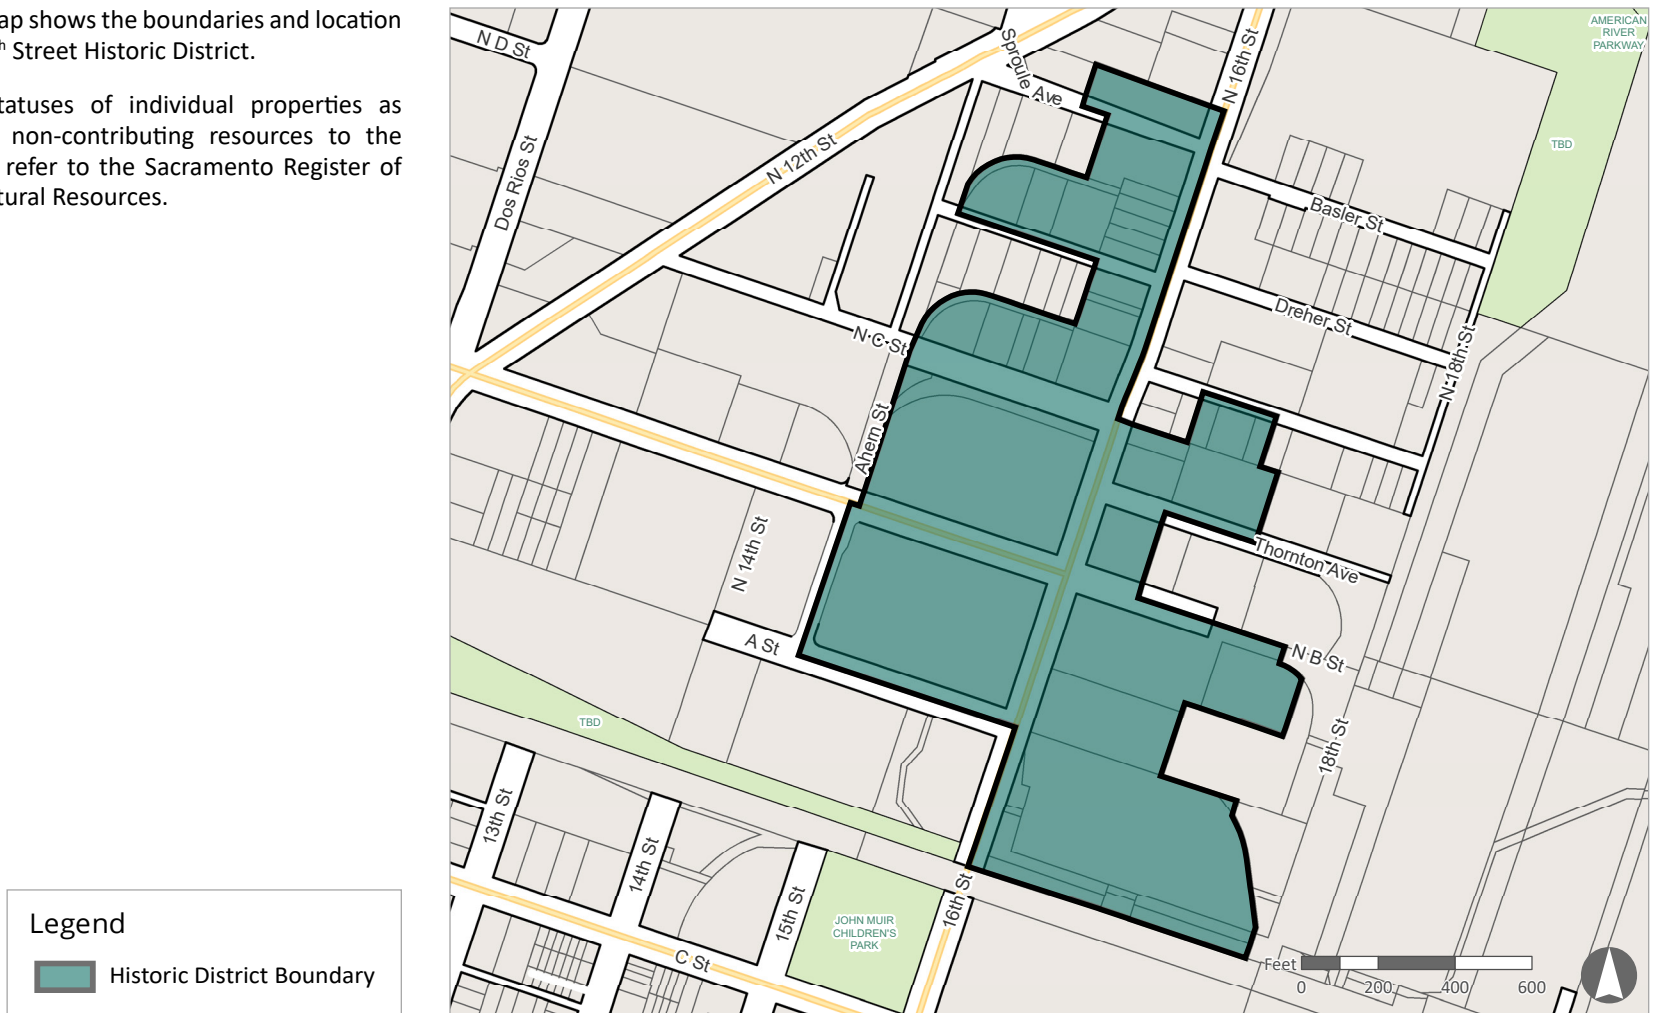 ap shows the boundaries and location
h Street Historic District.
tatuses of individual properties as
non-contributing resources to the
refer to the Sacramento Register of
tural Resources.
Legend
Historic District Boundary
N D St
Dos Rios St
N 12th St
Sproule Ave
N 16th St
AMERICAN
RIVER
PARKWAY
TBD
Basler St
Dreher St
N 18th St
N C St
Ahern St
N 14th St
A St
Thornton Ave
N B St
18th St
TBD
13th St
14th St
15th St
16th St
C St
JOHN MUIR
CHILDREN'S
PARK
Feet
0 200 400 600